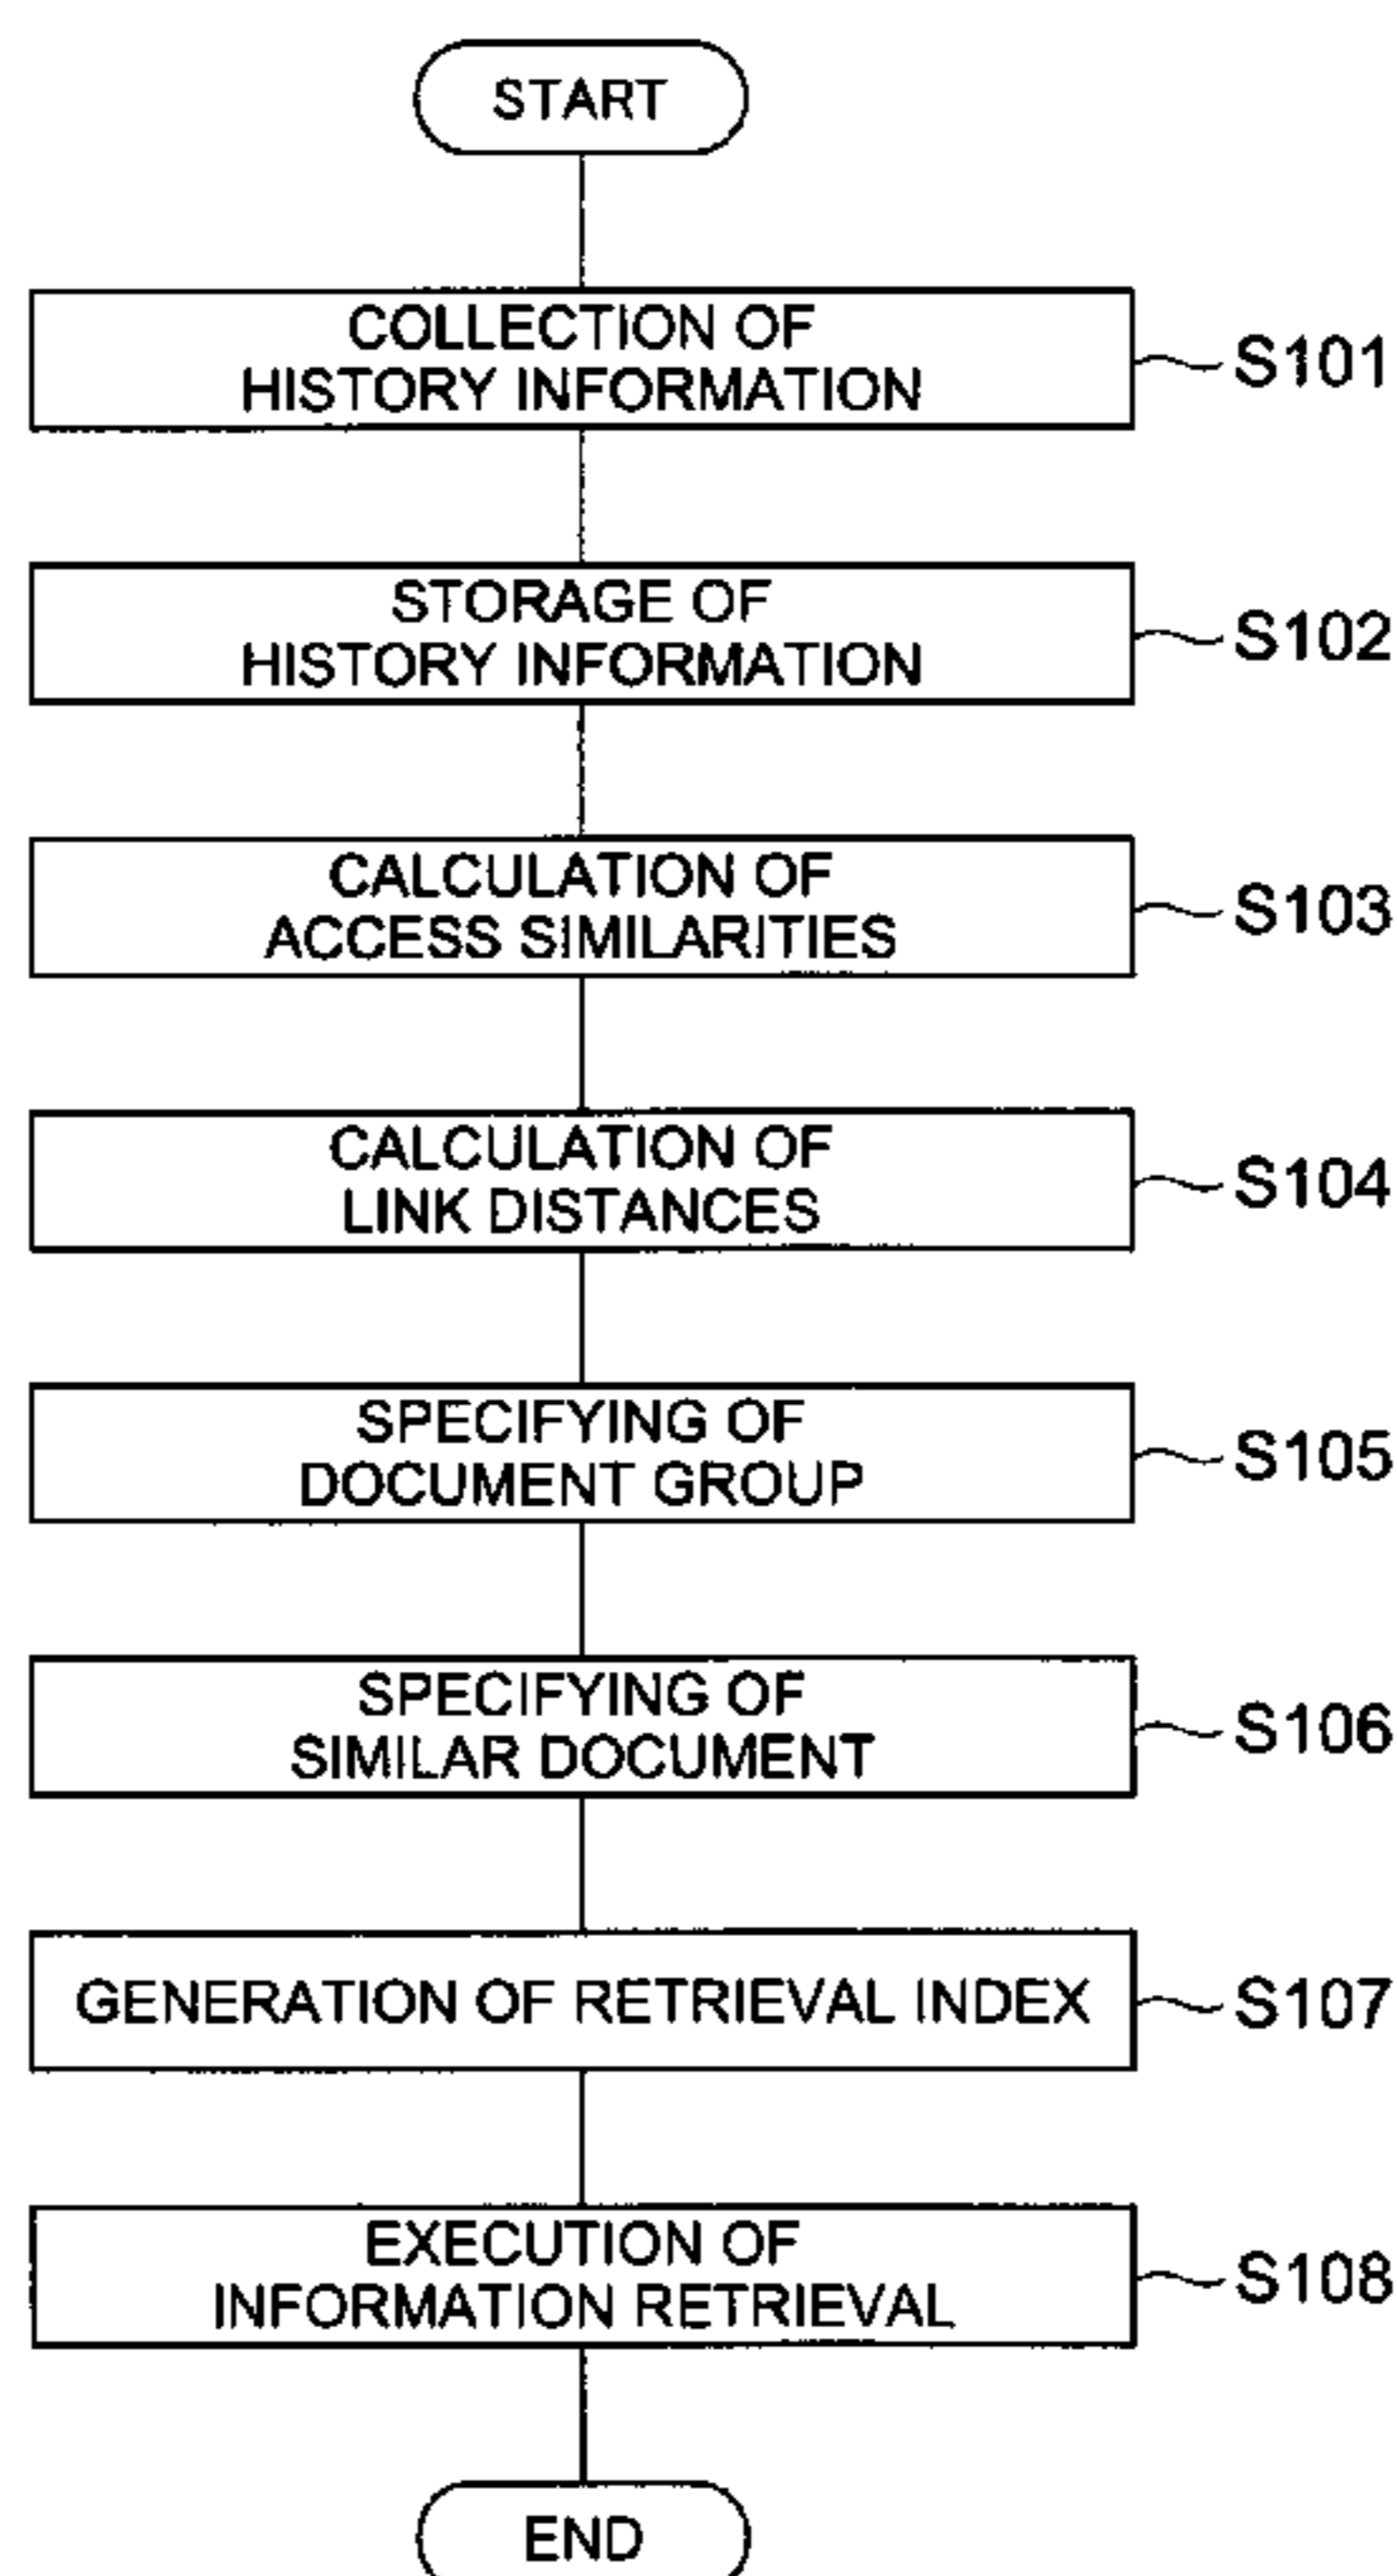 START
COLLECTION OF
HISTORY INFORMATION
S101
STORAGE OF
HISTORY INFORMATION
S102
CALCULATION OF
ACCESS SIMILARITIES
S103
CALCULATION OF
LINK DISTANCES
S104
SPECIFYING OF
DOCUMENT GROUP
S105
SPECIFYING OF
SIMILAR DOCUMENT
S106
GENERATION OF RETRIEVAL INDEX
S107
EXECUTION OF
INFORMATION RETRIEVAL
S108
END